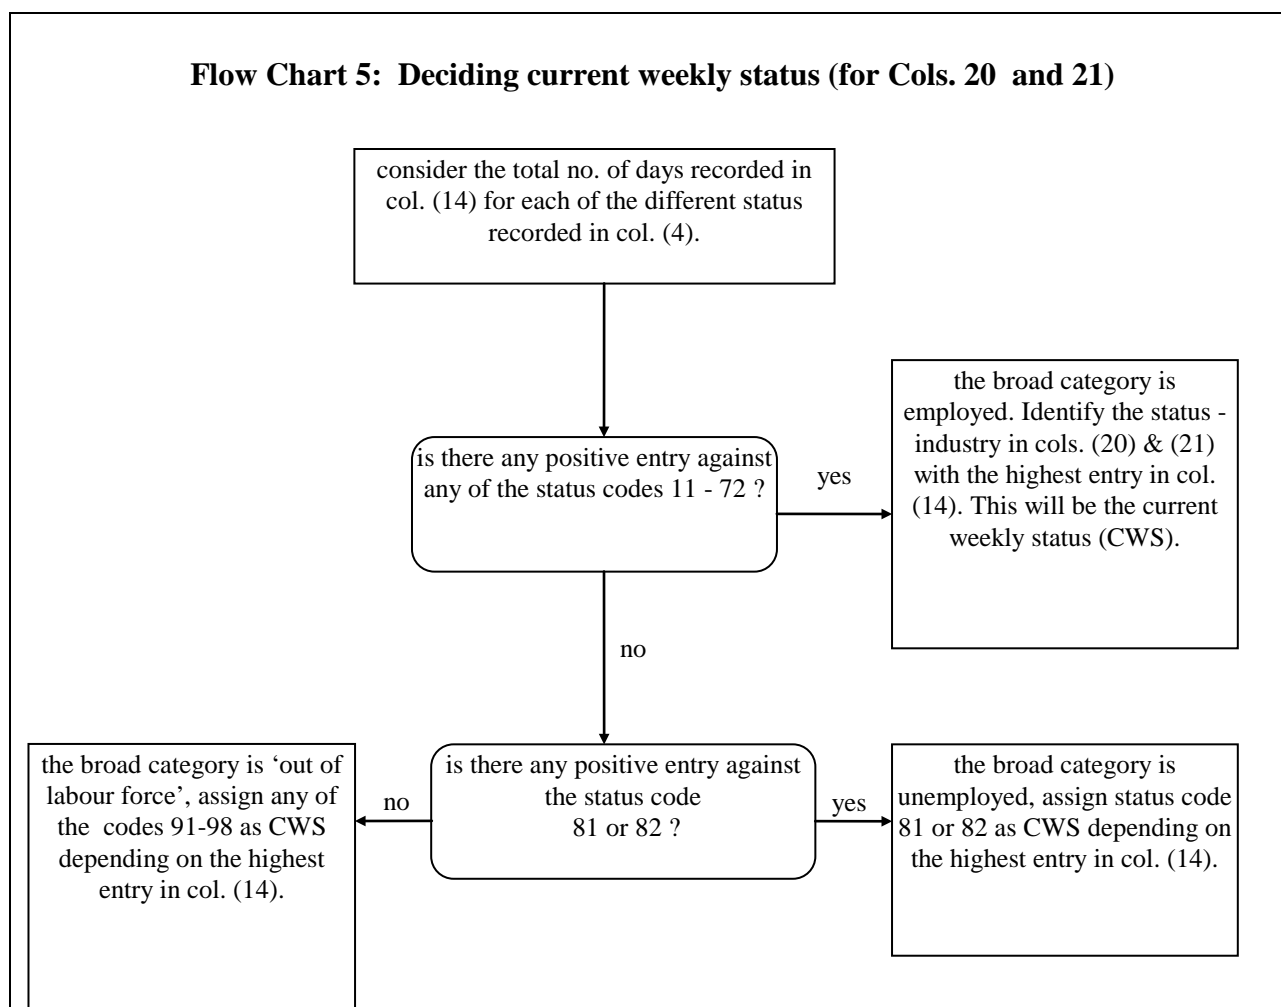 Flow Chart 5:  Deciding current weekly status (for Cols. 20  and 21)
consider the total no. of days recorded in
col. (14) for each of the different status
recorded in col. (4).
is there any positive entry against
any of the status codes 11 - 72 ?
yes
the broad category is
employed. Identify the status -
industry in cols. (20) & (21)
with the highest entry in col.
(14). This will be the current
weekly status (CWS).
no
is there any positive entry against
the status code
81 or 82 ?
yes
the broad category is
unemployed, assign status code
81 or 82 as CWS depending on
the highest entry in col. (14).
no
the broad category is ‘out of
labour force’, assign any of
the  codes 91-98 as CWS
depending on the highest
entry in col. (14).